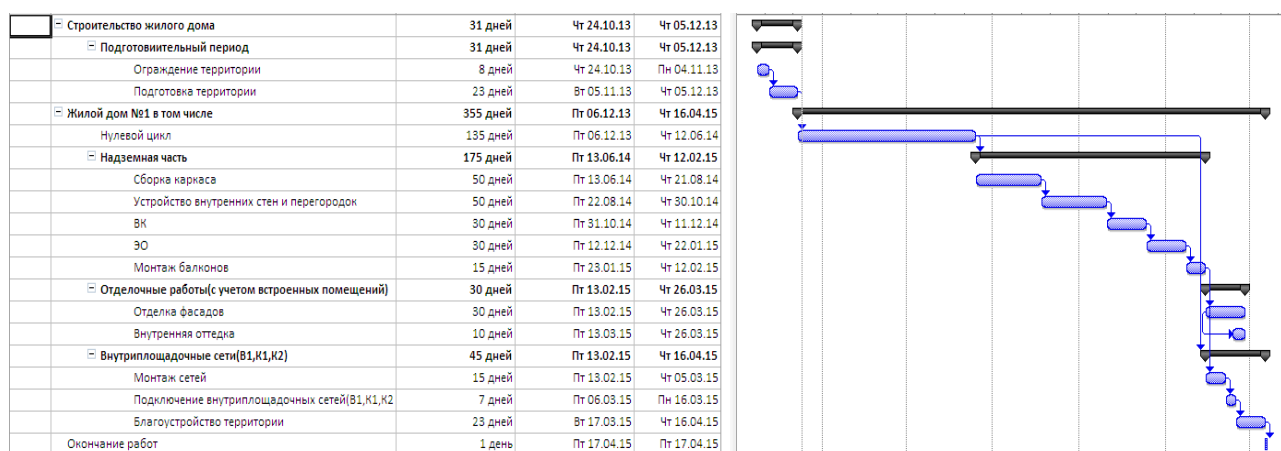 Строительство жилого дома 31 дней Чт 24.10.13 Чт 05.12.13
Подготовиительный период 31 дней Чт 24.10.13 Чт 05.12.13
Ограждение территории 8 дней Чт 24.10.13 Пн 04.11.13
Подготовка территории 23 дней Вт 05.11.13 Чт 05.12.13
Жилой дом №1 в том числе 355 дней Пт 06.12.13 Чт 16.04.15
Нулевой цикл 135 дней Пт 06.12.13 Чт 12.06.14
Надземная часть 175 дней Пт 13.06.14 Чт 12.02.15
Сборка каркаса 50 дней Пт 13.06.14 Чт 21.08.14
Устройство внутренних стен и перегородок 50 дней Пт 22.08.14 Чт 30.10.14
ВК 30 дней Пт 31.10.14 Чт 11.12.14
ЭО 30 дней Пт 12.12.14 Чт 22.01.15
Монтаж балконов 15 дней Пт 23.01.15 Чт 12.02.15
Отделочные работы(с учетом встроенных помещений) 30 дней Пт 13.02.15 Чт 26.03.15
Отделка фасадов 30 дней Пт 13.02.15 Чт 26.03.15
Внутренняя оттедка 10 дней Пт 13.03.15 Чт 26.03.15
Внутриплощадочные сети(В1,К1,К2) 45 дней Пт 13.02.15 Чт 16.04.15
Монтаж сетей 15 дней Пт 13.02.15 Чт 05.03.15
Подключение внутриплощадочных сетей(В1,К1,К2 7 дней Пт 06.03.15 Пн 16.03.15
Благоустройство территории 23 дней Вт 17.03.15 Чт 16.04.15
Окончание работ 1 день Пт 17.04.15 Пт 17.04.15